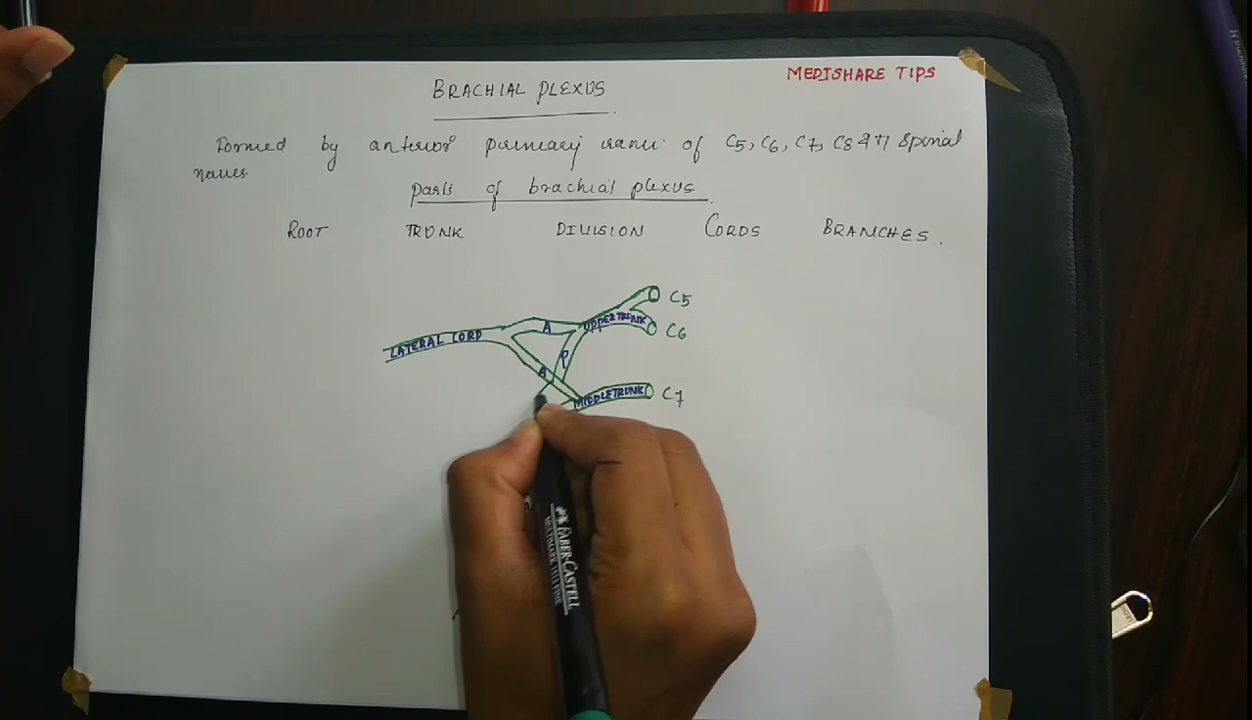 BRACHIAL PLEXUS
MEDISHARE TIPS
Formed by anterior primary rami of C5, C6, C7, C8 & T1 spinal
nerves
Parts of brachial plexus
ROOT TRUNK DIVISION CORDS BRANCHES.
C5
UPPER TRUNK
A
C6
LATERAL CORD
P
A
MIDDLE TRUNK
C7
FABER-CASTELL